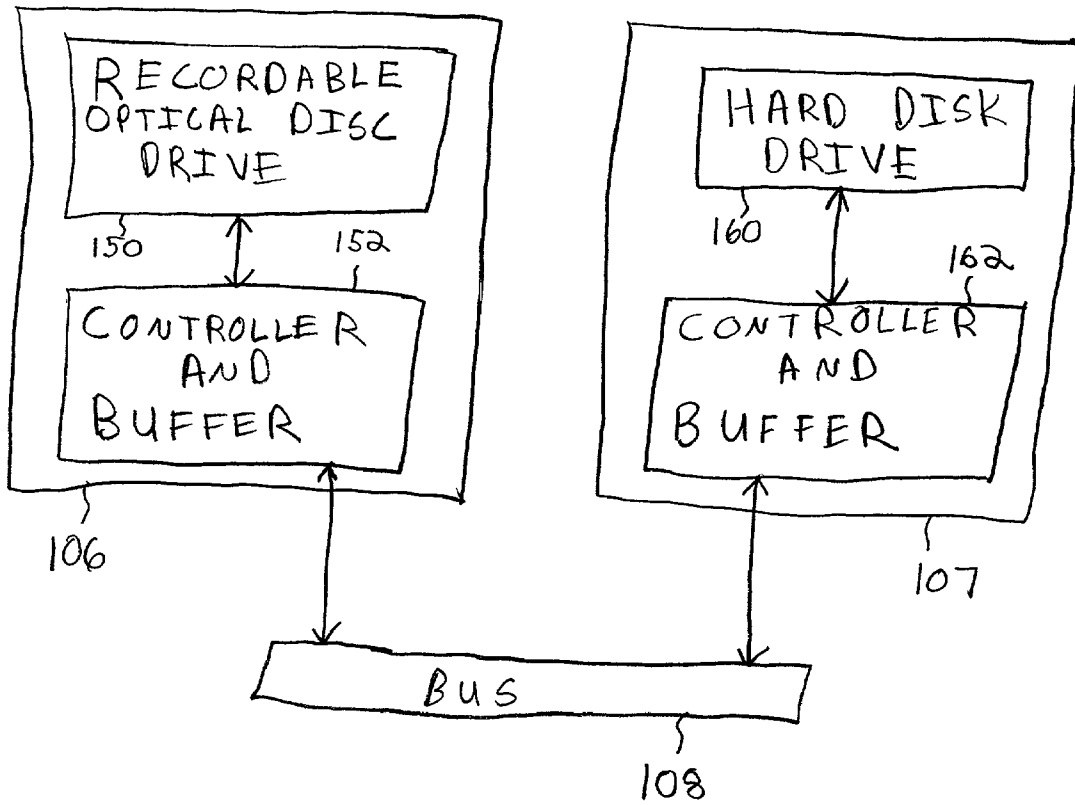 RECORDABLE
OPTICAL DISC
DRIVE
150
152
CONTROLLER
AND
BUFFER
106
HARD DISK
DRIVE
160
162
CONTROLLER
AND
BUFFER
107
BUS
108